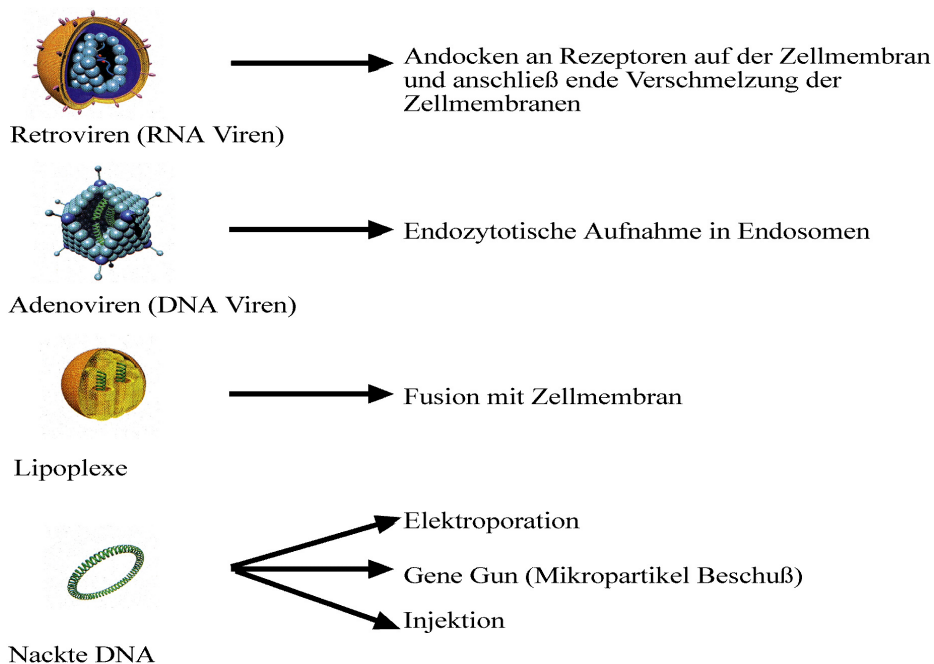 Andocken an Rezeptoren auf der Zellmembran
und anschließ ende Verschmelzung der
Zellmembranen
Retroviren (RNA Viren)
Endozytotische Aufnahme in Endosomen
Adenoviren (DNA Viren)
Fusion mit Zellmembran
Lipoplexe
Elektroporation
Gene Gun (Mikropartikel Beschuß)
Injektion
Nackte DNA